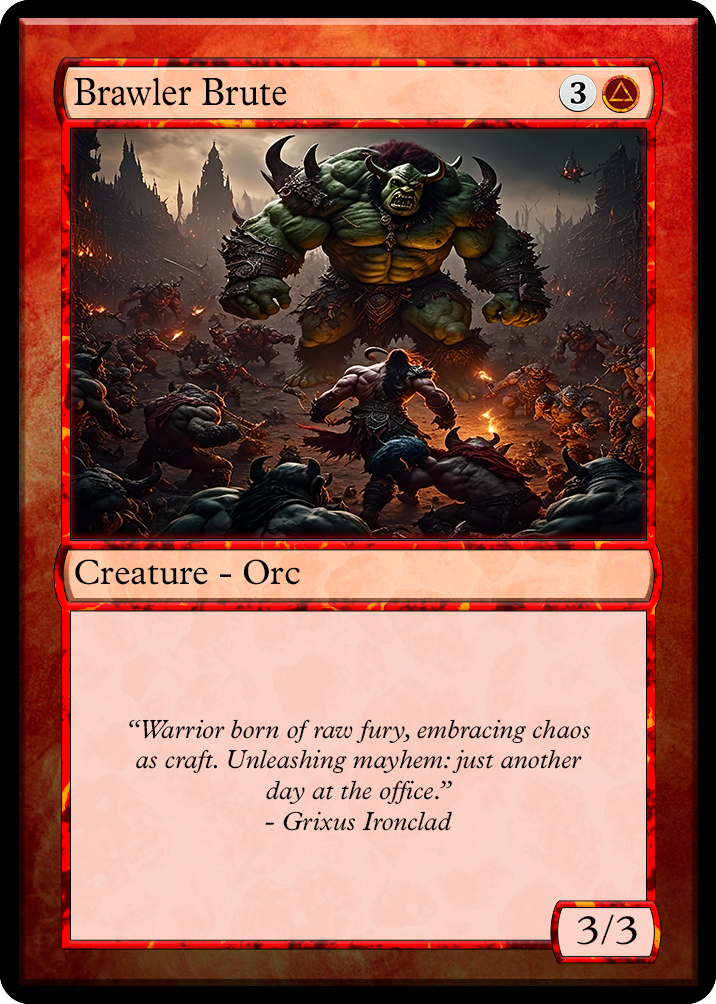 Brawler Brute
3
Creature - Orc
“Warrior born of raw fury, embracing chaos
as craft. Unleashing mayhem: just another
day at the office.”
- Grixus Ironclad
3/3